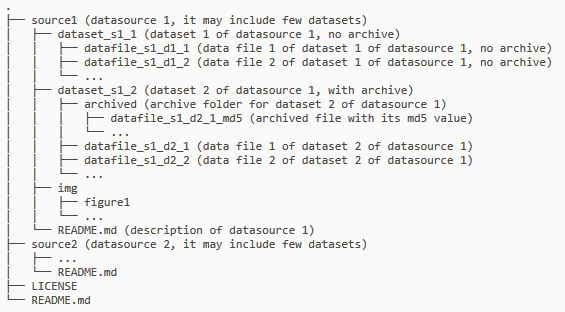 .
├── source1 (datasource 1, it may include few datasets)
│   ├── dataset_s1_1 (dataset 1 of datasource 1, no archive)
│   │   ├── datafile_s1_d1_1 (data file 1 of dataset 1 of datasource 1, no archive)
│   │   ├── datafile_s1_d1_2 (data file 2 of dataset 1 of datasource 1, no archive)
│   │   └── ...
│   ├── dataset_s1_2 (dataset 2 of datasource 1, with archive)
│   │   ├── archived (archive folder for dataset 2 of datasource 1)
│   │   │   ├── datafile_s1_d2_1_md5 (archived file with its md5 value)
│   │   │   └── ...
│   │   ├── datafile_s1_d2_1 (data file 1 of dataset 2 of datasource 1)
│   │   ├── datafile_s1_d2_2 (data file 2 of dataset 2 of datasource 1)
│   │   └── ...
│   ├── img
│   │   ├── figure1
│   │   └── ...
│   └── README.md (description of datasource 1)
├── source2 (datasource 2, it may include few datasets)
│   ├── ...
│   └── README.md
├── LICENSE
└── README.md